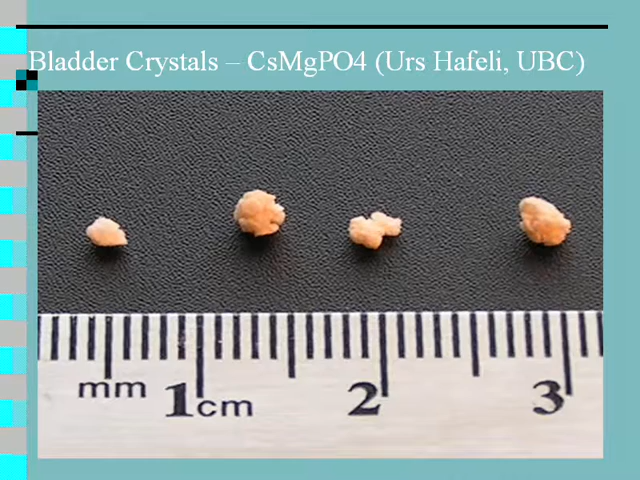 Bladder Crystals – CsMgPO4 (Urs Hafeli, UBC)
mm 1cm 2 3